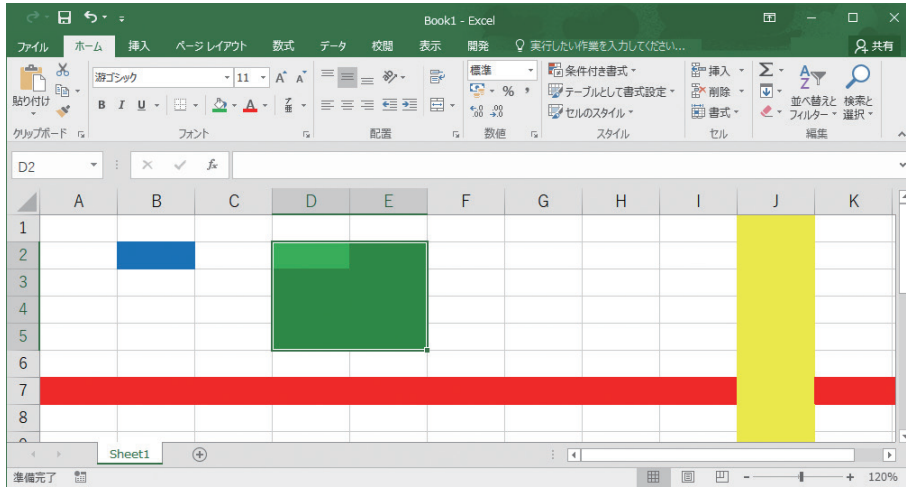 Book1 - Excel
ファイル ホーム 挿入 ページ レイアウト 数式 データ 校閲 表示 開発 実行したい作業を入力してください... 共有
貼り付け
游ゴシック 11 A A
B I U A 亜
標準
% ,
条件付き書式
テーブルとして書式設定
セルのスタイル
挿入
削除
書式
Σ
並べ替えと フィルター
検索と 選択
クリップボード フォント 配置 数値 スタイル セル 編集
D2 fx
A B C D E F G H I J K
1
2
3
4
5
6
7
8
Sheet1
準備完了 120%